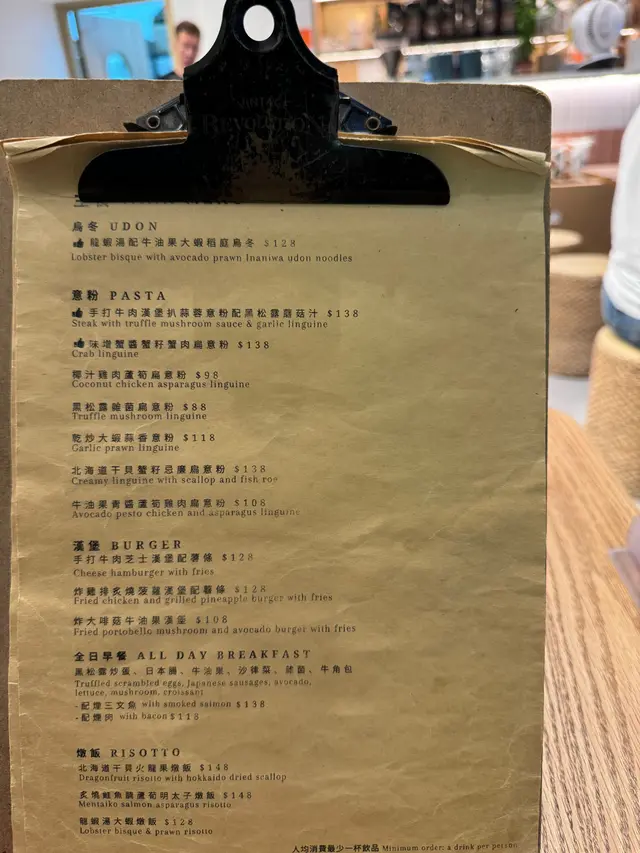 VINTAGE
REVOLUTION
烏冬 UDON
龍蝦湯配牛油果大蝦稻庭烏冬 $128
Lobster bisque with avocado prawn Inaniwa udon noodles
意粉 PASTA
手打牛肉漢堡扒蒜蓉意粉配黑松露蘑菇汁 $138
Steak with truffle mushroom sauce & garlic linguine
味增蟹醬蟹籽蟹肉扁意粉 $138
Crab linguine
椰汁雞肉蘆筍扁意粉 $98
Coconut chicken asparagus linguine
黑松露雜菌扁意粉 $88
Truffle mushroom linguine
乾炒大蝦蒜香意粉 $118
Garlic prawn linguine
北海道干貝蟹籽忌廉扁意粉 $138
Creamy linguine with scallop and fish roe
牛油果青醬蘆筍雞肉扁意粉 $108
Avocado pesto chicken and asparagus linguine
漢堡 BURGER
手打牛肉芝士漢堡配薯條 $128
Cheese hamburger with fries
炸雞排炙燒菠蘿漢堡配薯條 $128
Fried chicken and grilled pineapple burger with fries
炸大啡菇牛油果漢堡 $108
Fried portobello mushroom and avocado burger with fries
全日早餐 ALL DAY BREAKFAST
黑松露炒蛋、日本腸、牛油果、沙律菜、雜菌、牛角包
Truffled scrambled eggs, Japanese sausages, avocado,
lettuce, mushroom, croissant
-配煙三文魚 with smoked salmon $138
-配煙肉 with bacon $118
燉飯 RISOTTO
北海道干貝火龍果燉飯 $148
Dragonfruit risotto with hokkaido dried scallop
炙燒鮭魚腩蘆筍明太子燉飯 $148
Mentaiko salmon asparagus risotto
龍蝦湯大蝦燉飯 $128
Lobster bisque & prawn risotto
人均消費最少一杯飲品 Minimum order: a drink per person